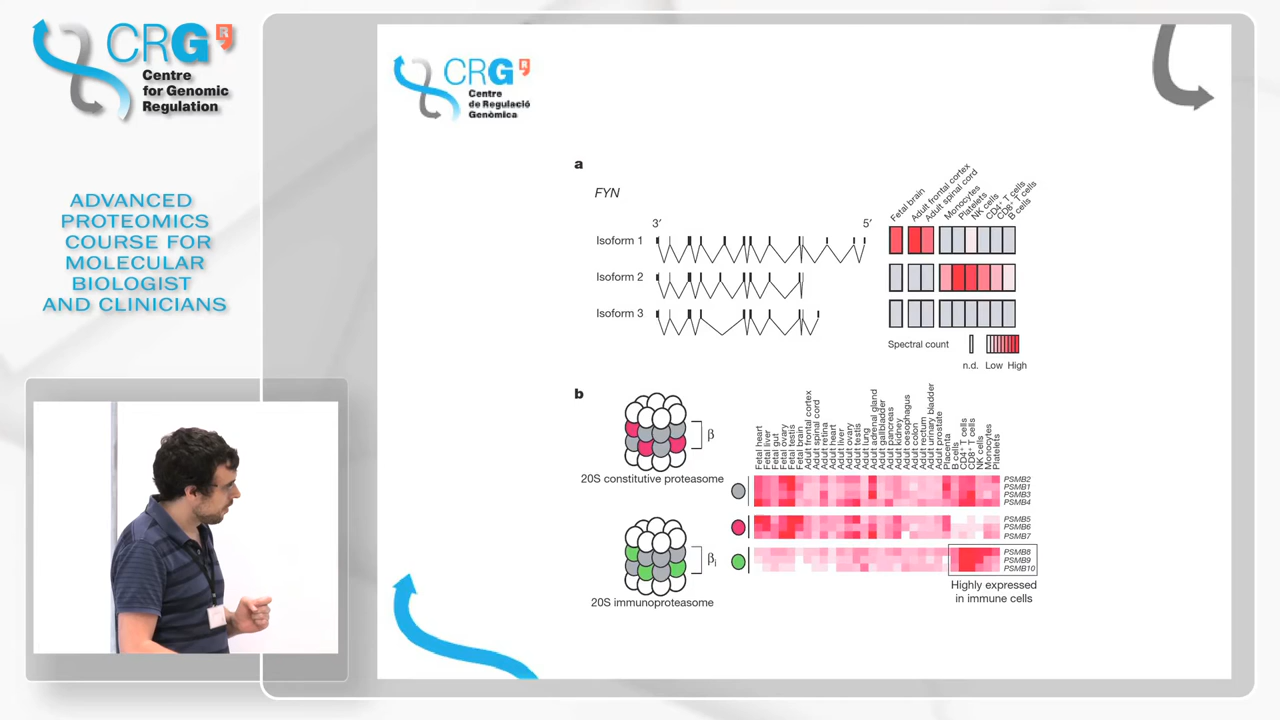 CRG
Centre
for Genomic
Regulation
ADVANCED
PROTEOMICS
COURSE FOR
MOLECULAR
BIOLOGIST
AND CLINICIANS
CRG
Centre
de Regulació
Genòmica
a
FYN
3′ 5′
Isoform 1
Isoform 2
Isoform 3
Fetal brain
Adult frontal cortex
Adult spinal cord
Monocytes
Platelets
NK cells
CD4+ T cells
CD8+ T cells
B cells
Spectral count
n.d. Low High
b
β
20S constitutive proteasome
βi
20S immunoproteasome
Fetal heart
Fetal liver
Fetal gut
Fetal ovary
Fetal testis
Fetal brain
Adult frontal cortex
Adult spinal cord
Adult retina
Adult heart
Adult liver
Adult ovary
Adult testis
Adult lung
Adult adrenal gland
Adult gallbladder
Adult pancreas
Adult kidney
Adult oesophagus
Adult colon
Adult rectum
Adult urinary bladder
Adult prostate
Placenta
B cells
CD4+ T cells
CD8+ T cells
NK cells
Monocytes
Platelets
PSMB2
PSMB1
PSMB3
PSMB4
PSMB5
PSMB6
PSMB7
PSMB8
PSMB9
PSMB10
Highly expressed
in immune cells